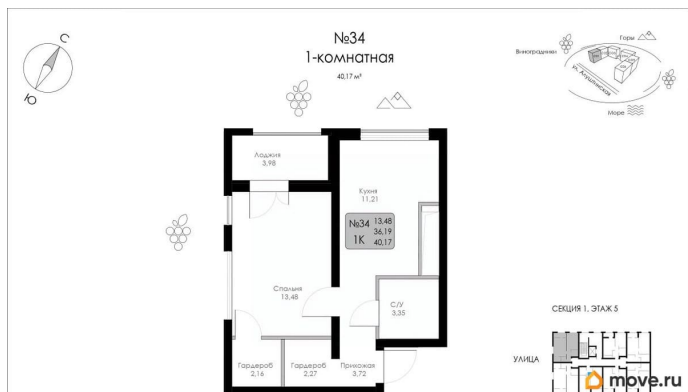 С
Ю
№34
1-комнатная
40,17 м²
Горы
Виноградники
ул. Алуштинская
Море
Лоджия
3,98
Кухня
11,21
№34
1К
13,48
36,19
40,17
Спальня
13,48
С/У
3,35
Гардероб
2,16
Гардероб
2,27
Прихожая
3,72
СЕКЦИЯ 1, ЭТАЖ 5
УЛИЦА
move.ru